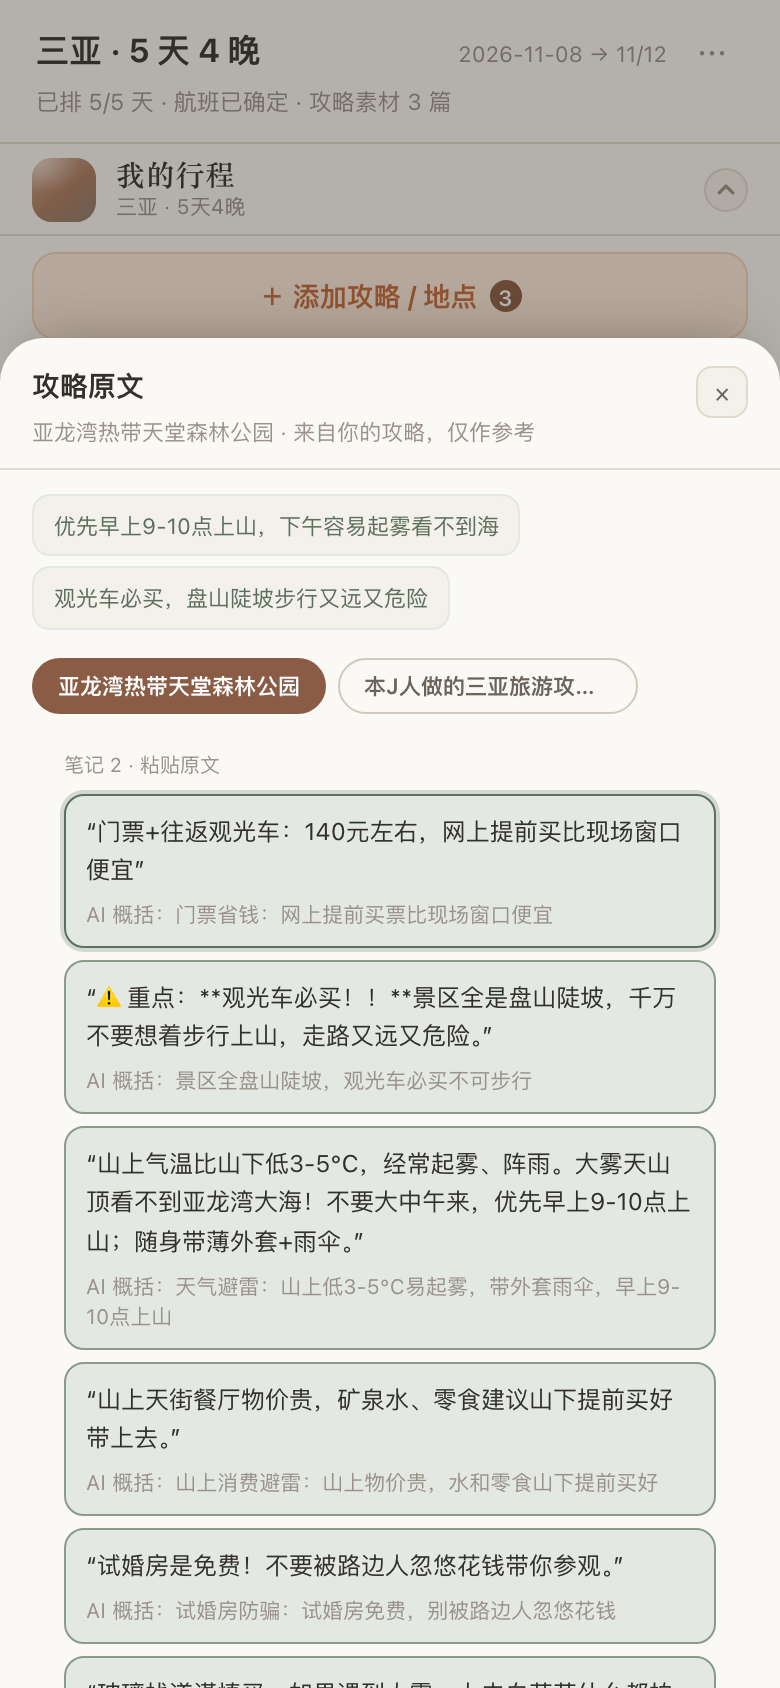 三亚 · 5 天 4 晚
2026-11-08 → 11/12
已排 5/5 天 · 航班已确定 · 攻略素材 3 篇
我的行程
三亚 · 5天4晚
+ 添加攻略 / 地点 3
攻略原文
亚龙湾热带天堂森林公园 · 来自你的攻略，仅作参考
优先早上9-10点上山，下午容易起雾看不到海
观光车必买，盘山陡坡步行又远又危险
亚龙湾热带天堂森林公园
本J人做的三亚旅游攻...
笔记 2 · 粘贴原文
“门票+往返观光车：140元左右，网上提前买比现场窗口
便宜”
AI 概括：门票省钱：网上提前买票比现场窗口便宜
“⚠️ 重点：**观光车必买！！**景区全是盘山陡坡，千万
不要想着步行上山，走路又远又危险。”
AI 概括：景区全盘山陡坡，观光车必买不可步行
“山上气温比山下低3-5°C，经常起雾、阵雨。大雾天山
顶看不到亚龙湾大海！不要大中午来，优先早上9-10点上
山；随身带薄外套+雨伞。”
AI 概括：天气避雷：山上低3-5°C易起雾，带外套雨伞，早上9-
10点上山
“山上天街餐厅物价贵，矿泉水、零食建议山下提前买好
带上去。”
AI 概括：山上消费避雷：山上物价贵，水和零食山下提前买好
“试婚房是免费！不要被路边人忽悠花钱带你参观。”
AI 概括：试婚房防骗：试婚房免费，别被路边人忽悠花钱